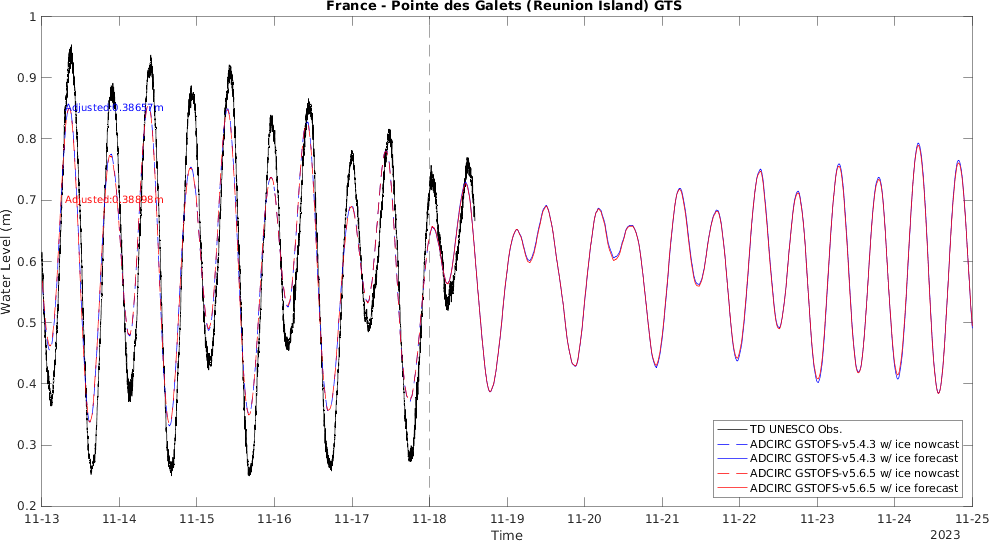 France - Pointe des Galets (Reunion Island) GTS
1
0.9
0.8
0.7
0.6
0.5
0.4
0.3
0.2
Water Level (m)
Adjusted:0.38657m
Adjusted:0.38898m
TD UNESCO Obs.
ADCIRC GSTOFS-v5.4.3 w/ ice nowcast
ADCIRC GSTOFS-v5.4.3 w/ ice forecast
ADCIRC GSTOFS-v5.6.5 w/ ice nowcast
ADCIRC GSTOFS-v5.6.5 w/ ice forecast
11-13 11-14 11-15 11-16 11-17 11-18 11-19 11-20 11-21 11-22 11-23 11-24 11-25
Time
2023